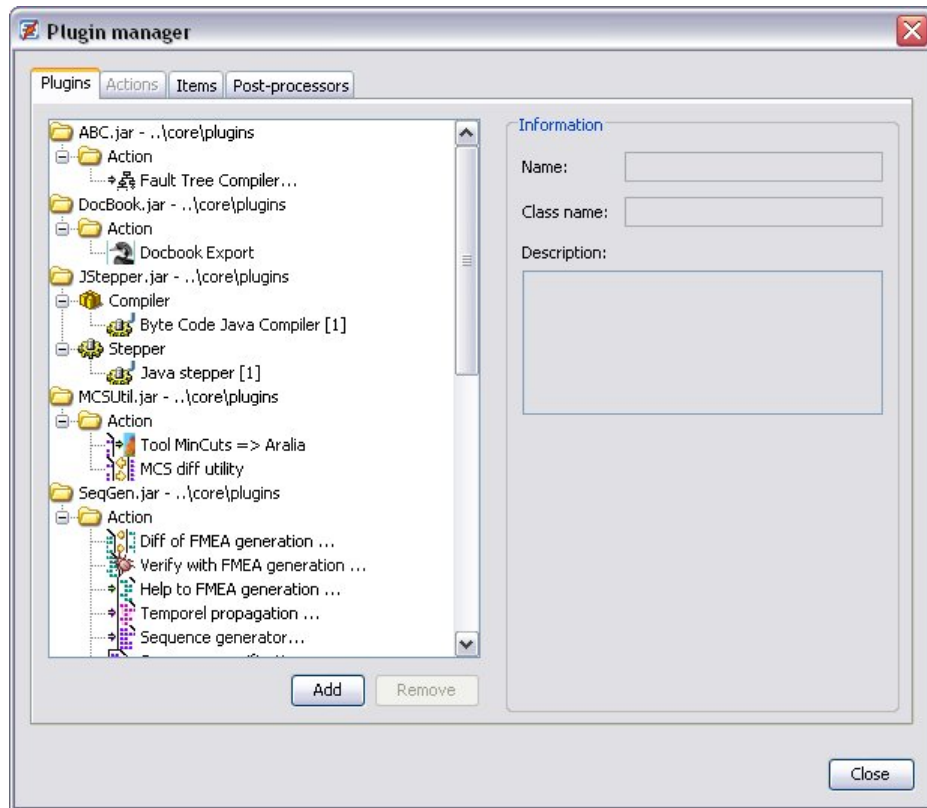 Plugin manager
Plugins Actions Items Post-processors
ABC.jar - ..\core\plugins
Action
Fault Tree Compiler...
DocBook.jar - ..\core\plugins
Action
Docbook Export
JStepper.jar - ..\core\plugins
Compiler
Byte Code Java Compiler [1]
Stepper
Java stepper [1]
MCSUtil.jar - ..\core\plugins
Action
Tool MinCuts => Aralia
MCS diff utility
SeqGen.jar - ..\core\plugins
Action
Diff of FMEA generation ...
Verify with FMEA generation ...
Help to FMEA generation ...
Temporel propagation ...
Sequence generator...
Add Remove
Information
Name:
Class name:
Description:
Close